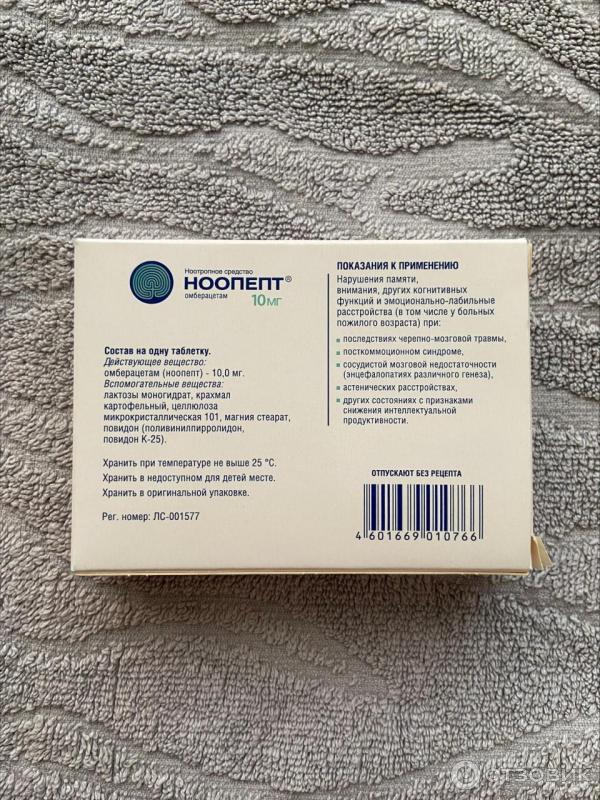 Ноотропное средство
НООПЕПТ®
омберацетам
10 мг
Состав на одну таблетку.
Действующее вещество:
омберацетам (ноопепт) - 10,0 мг.
Вспомогательные вещества:
лактозы моногидрат, крахмал
картофельный, целлюлоза
микрокристаллическая 101, магния стеарат,
повидон (поливинилпирролидон,
повидон К-25).
Хранить при температуре не выше 25 °С.
Хранить в недоступном для детей месте.
Хранить в оригинальной упаковке.
Рег. номер: ЛС-001577
ПОКАЗАНИЯ К ПРИМЕНЕНИЮ
Нарушения памяти,
внимания, других когнитивных
функций и эмоционально-лабильные
расстройства (в том числе у больных
пожилого возраста) при:
последствиях черепно-мозговой травмы,
посткоммоционном синдроме,
сосудистой мозговой недостаточности
(энцефалопатиях различного генеза),
астенических расстройствах,
других состояниях с признаками
снижения интеллектуальной
продуктивности.
ОТПУСКАЮТ БЕЗ РЕЦЕПТА
4 601669 010766
ОТЗОВИК